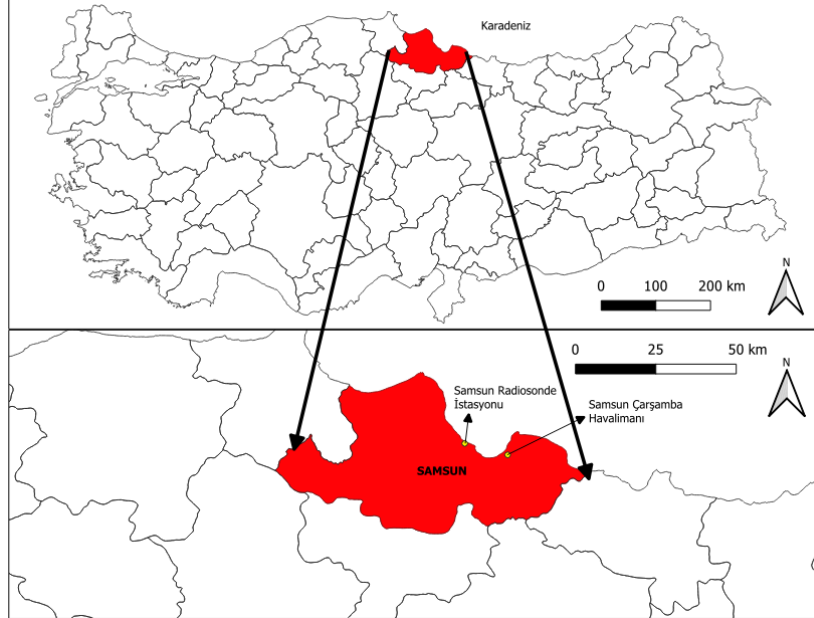 Karadeniz
0 100 200 km
N
0 25 50 km
N
Samsun Radiosonde
İstasyonu
Samsun Çarşamba
Havalimanı
SAMSUN